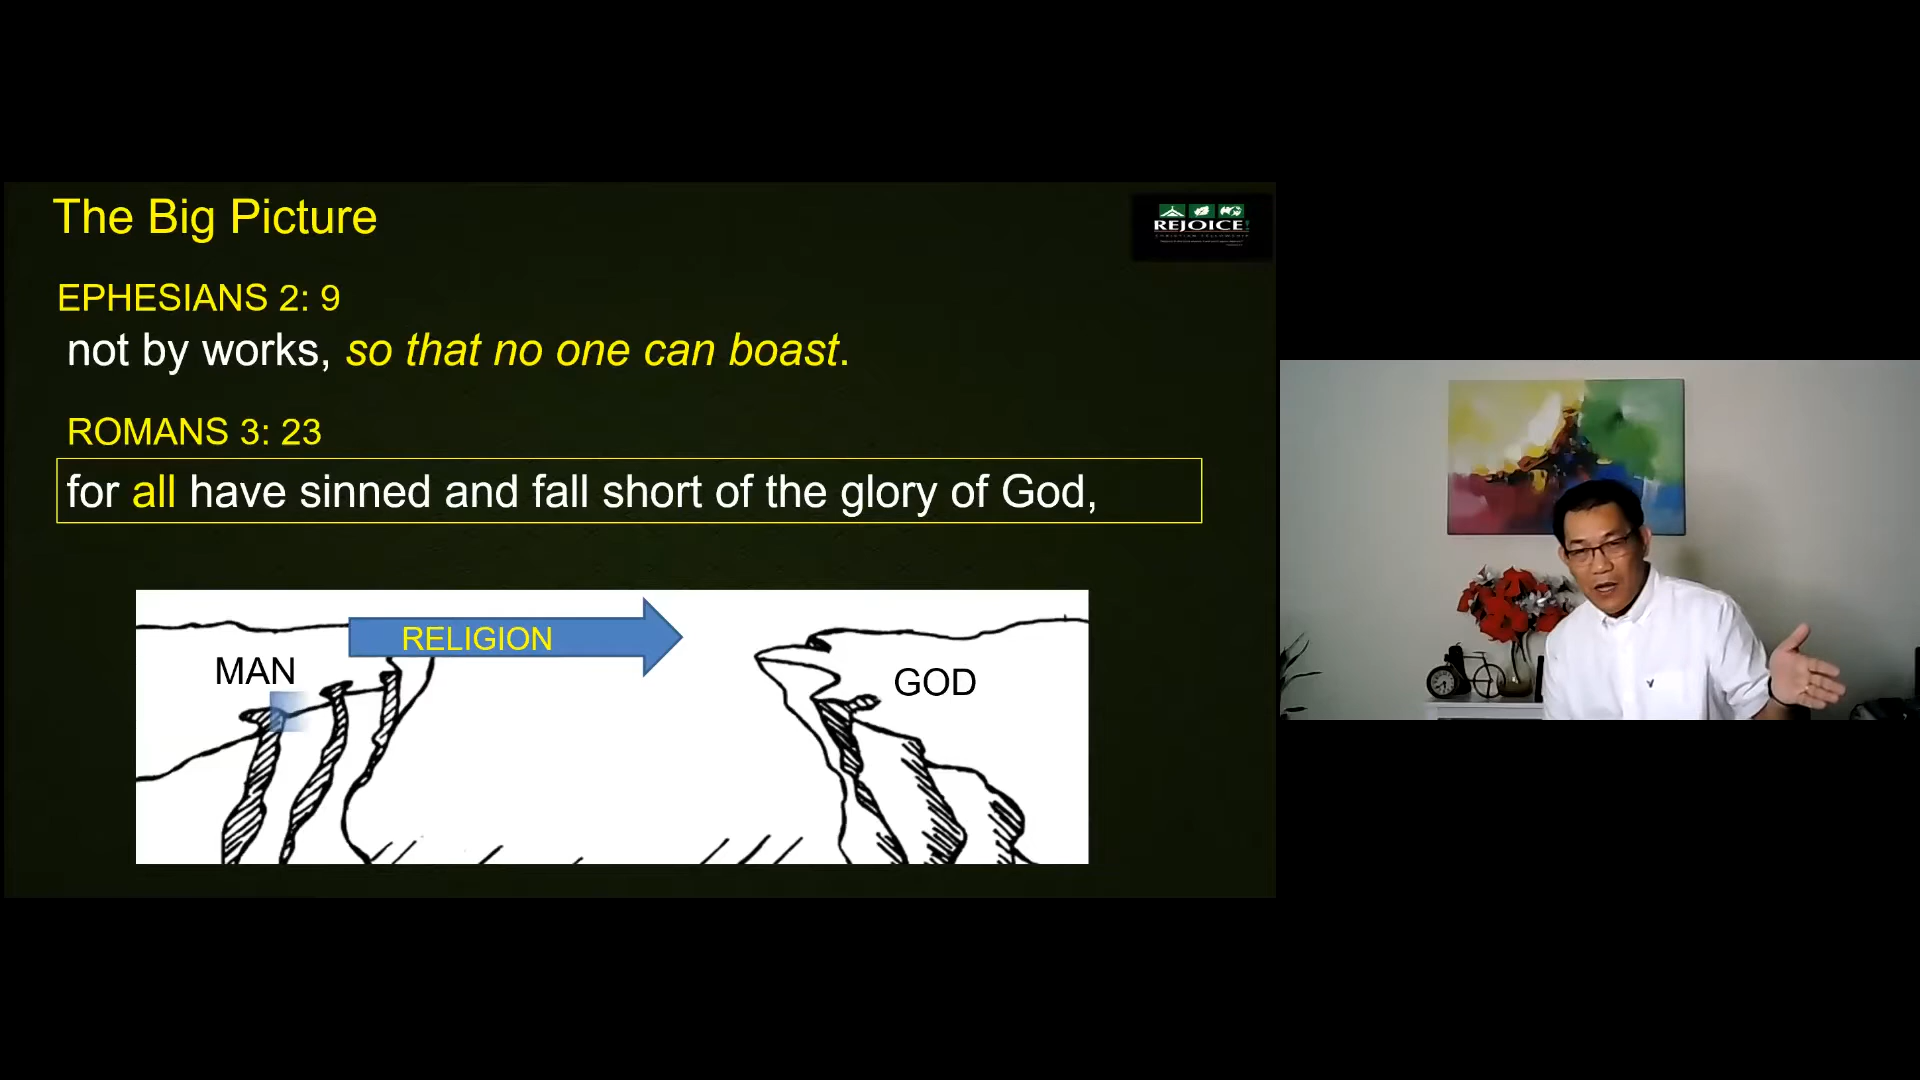 The Big Picture
REJOICE
EPHESIANS 2: 9
not by works, so that no one can boast.
ROMANS 3: 23
for all have sinned and fall short of the glory of God,
RELIGION
MAN
GOD